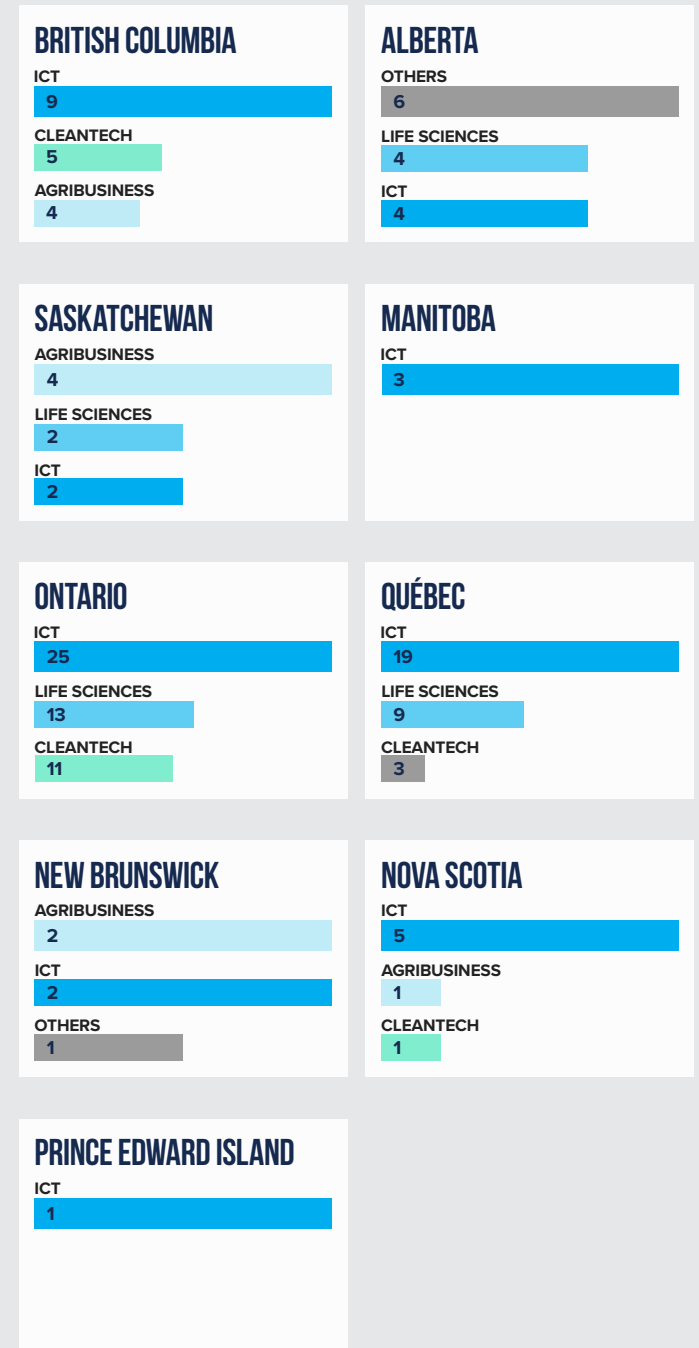 BRITISH COLUMBIA
ICT
9
CLEANTECH
5
AGRIBUSINESS
4
ALBERTA
OTHERS
6
LIFE SCIENCES
4
ICT
4
SASKATCHEWAN
AGRIBUSINESS
4
LIFE SCIENCES
2
ICT
2
MANITOBA
ICT
3
ONTARIO
ICT
25
LIFE SCIENCES
13
CLEANTECH
11
QUÉBEC
ICT
19
LIFE SCIENCES
9
CLEANTECH
3
NEW BRUNSWICK
AGRIBUSINESS
2
ICT
2
OTHERS
1
NOVA SCOTIA
ICT
5
AGRIBUSINESS
1
CLEANTECH
1
PRINCE EDWARD ISLAND
ICT
1